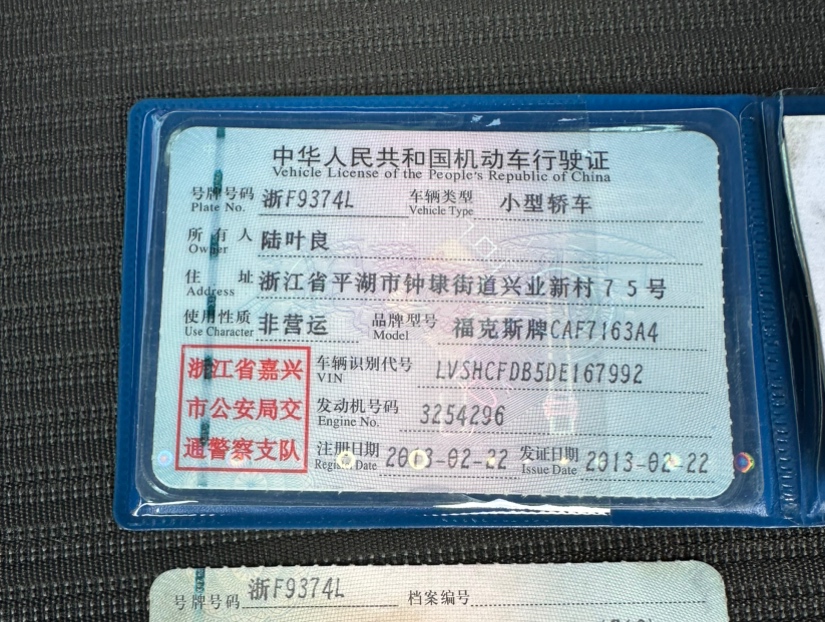 中华人民共和国机动车行驶证
Vehicle License of the People's Republic of China
号牌号码 浙F9374L 车辆类型 小型轿车
Plate No. Vehicle Type
所有人 陆叶良
Owner
住址 浙江省平湖市钟埭街道兴业新村75号
Address
使用性质 非营运 品牌型号 福克斯牌CAF7163A4
Use Character Model
浙江省嘉兴
市公安局交
通警察支队
车辆识别代号 LVSHCFDB5DE167992
VIN
发动机号码 3254296
Engine No.
注册日期 2013-02-22 发证日期 2013-02-22
Register Date Issue Date
号牌号码 浙F9374L 档案编号